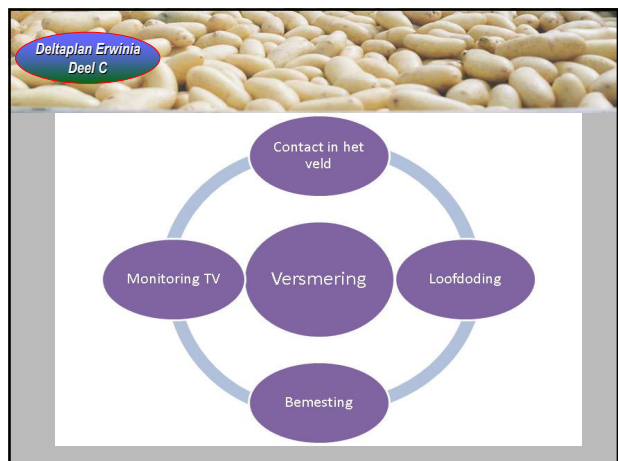 Deltaplan Erwinia
Deel C
Contact in het
veld
Monitoring TV
Versmering
Loofdoding
Bemesting